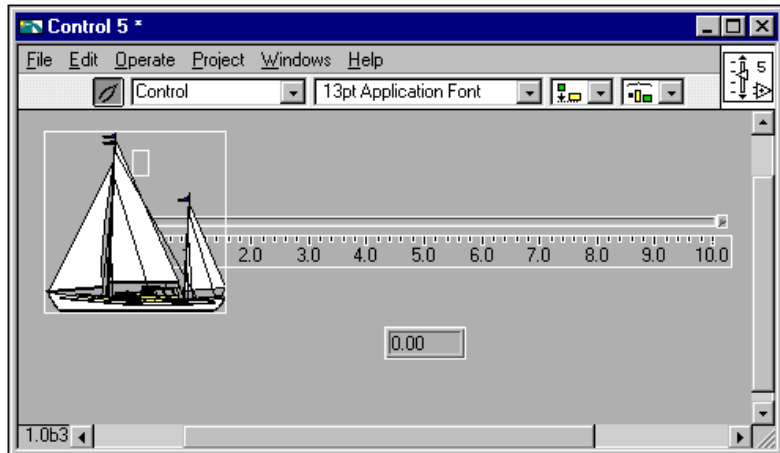 Control 5 *
File Edit Operate Project Windows Help
5
Control 13pt Application Font
2.0 3.0 4.0 5.0 6.0 7.0 8.0 9.0 10.0
0.00
1.0b3